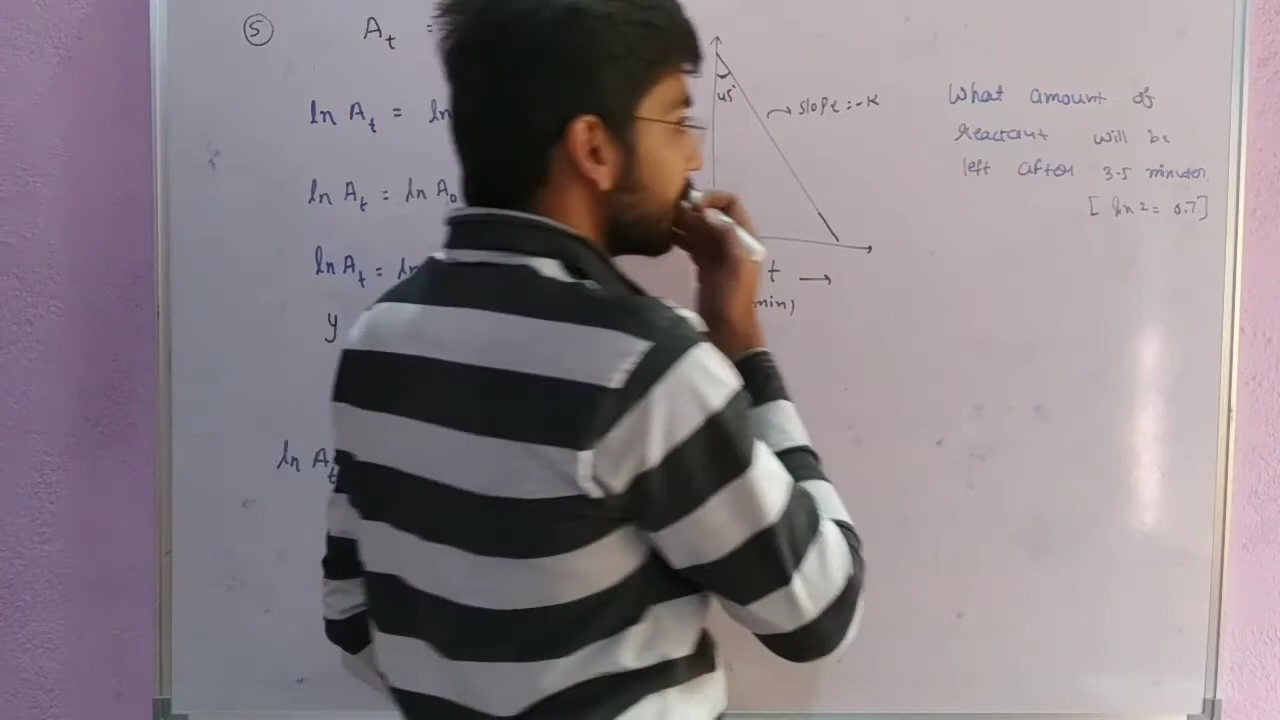 ⑤ A_t =
ln A_t = ln
ln A_t = ln A_0
ln A_t = ln
y
ln A_t
45°
slope = -K
t →
min)
What amount of
reactant will be
left after 3.5 minutes.
[ ln 2 = 0.7]